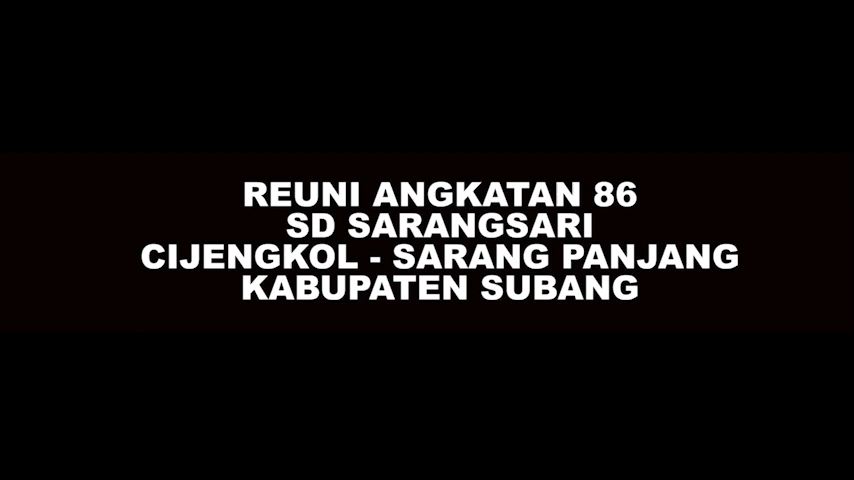 REUNI ANGKATAN 86
SD SARANGSARI
CIJENGKOL - SARANG PANJANG
KABUPATEN SUBANG